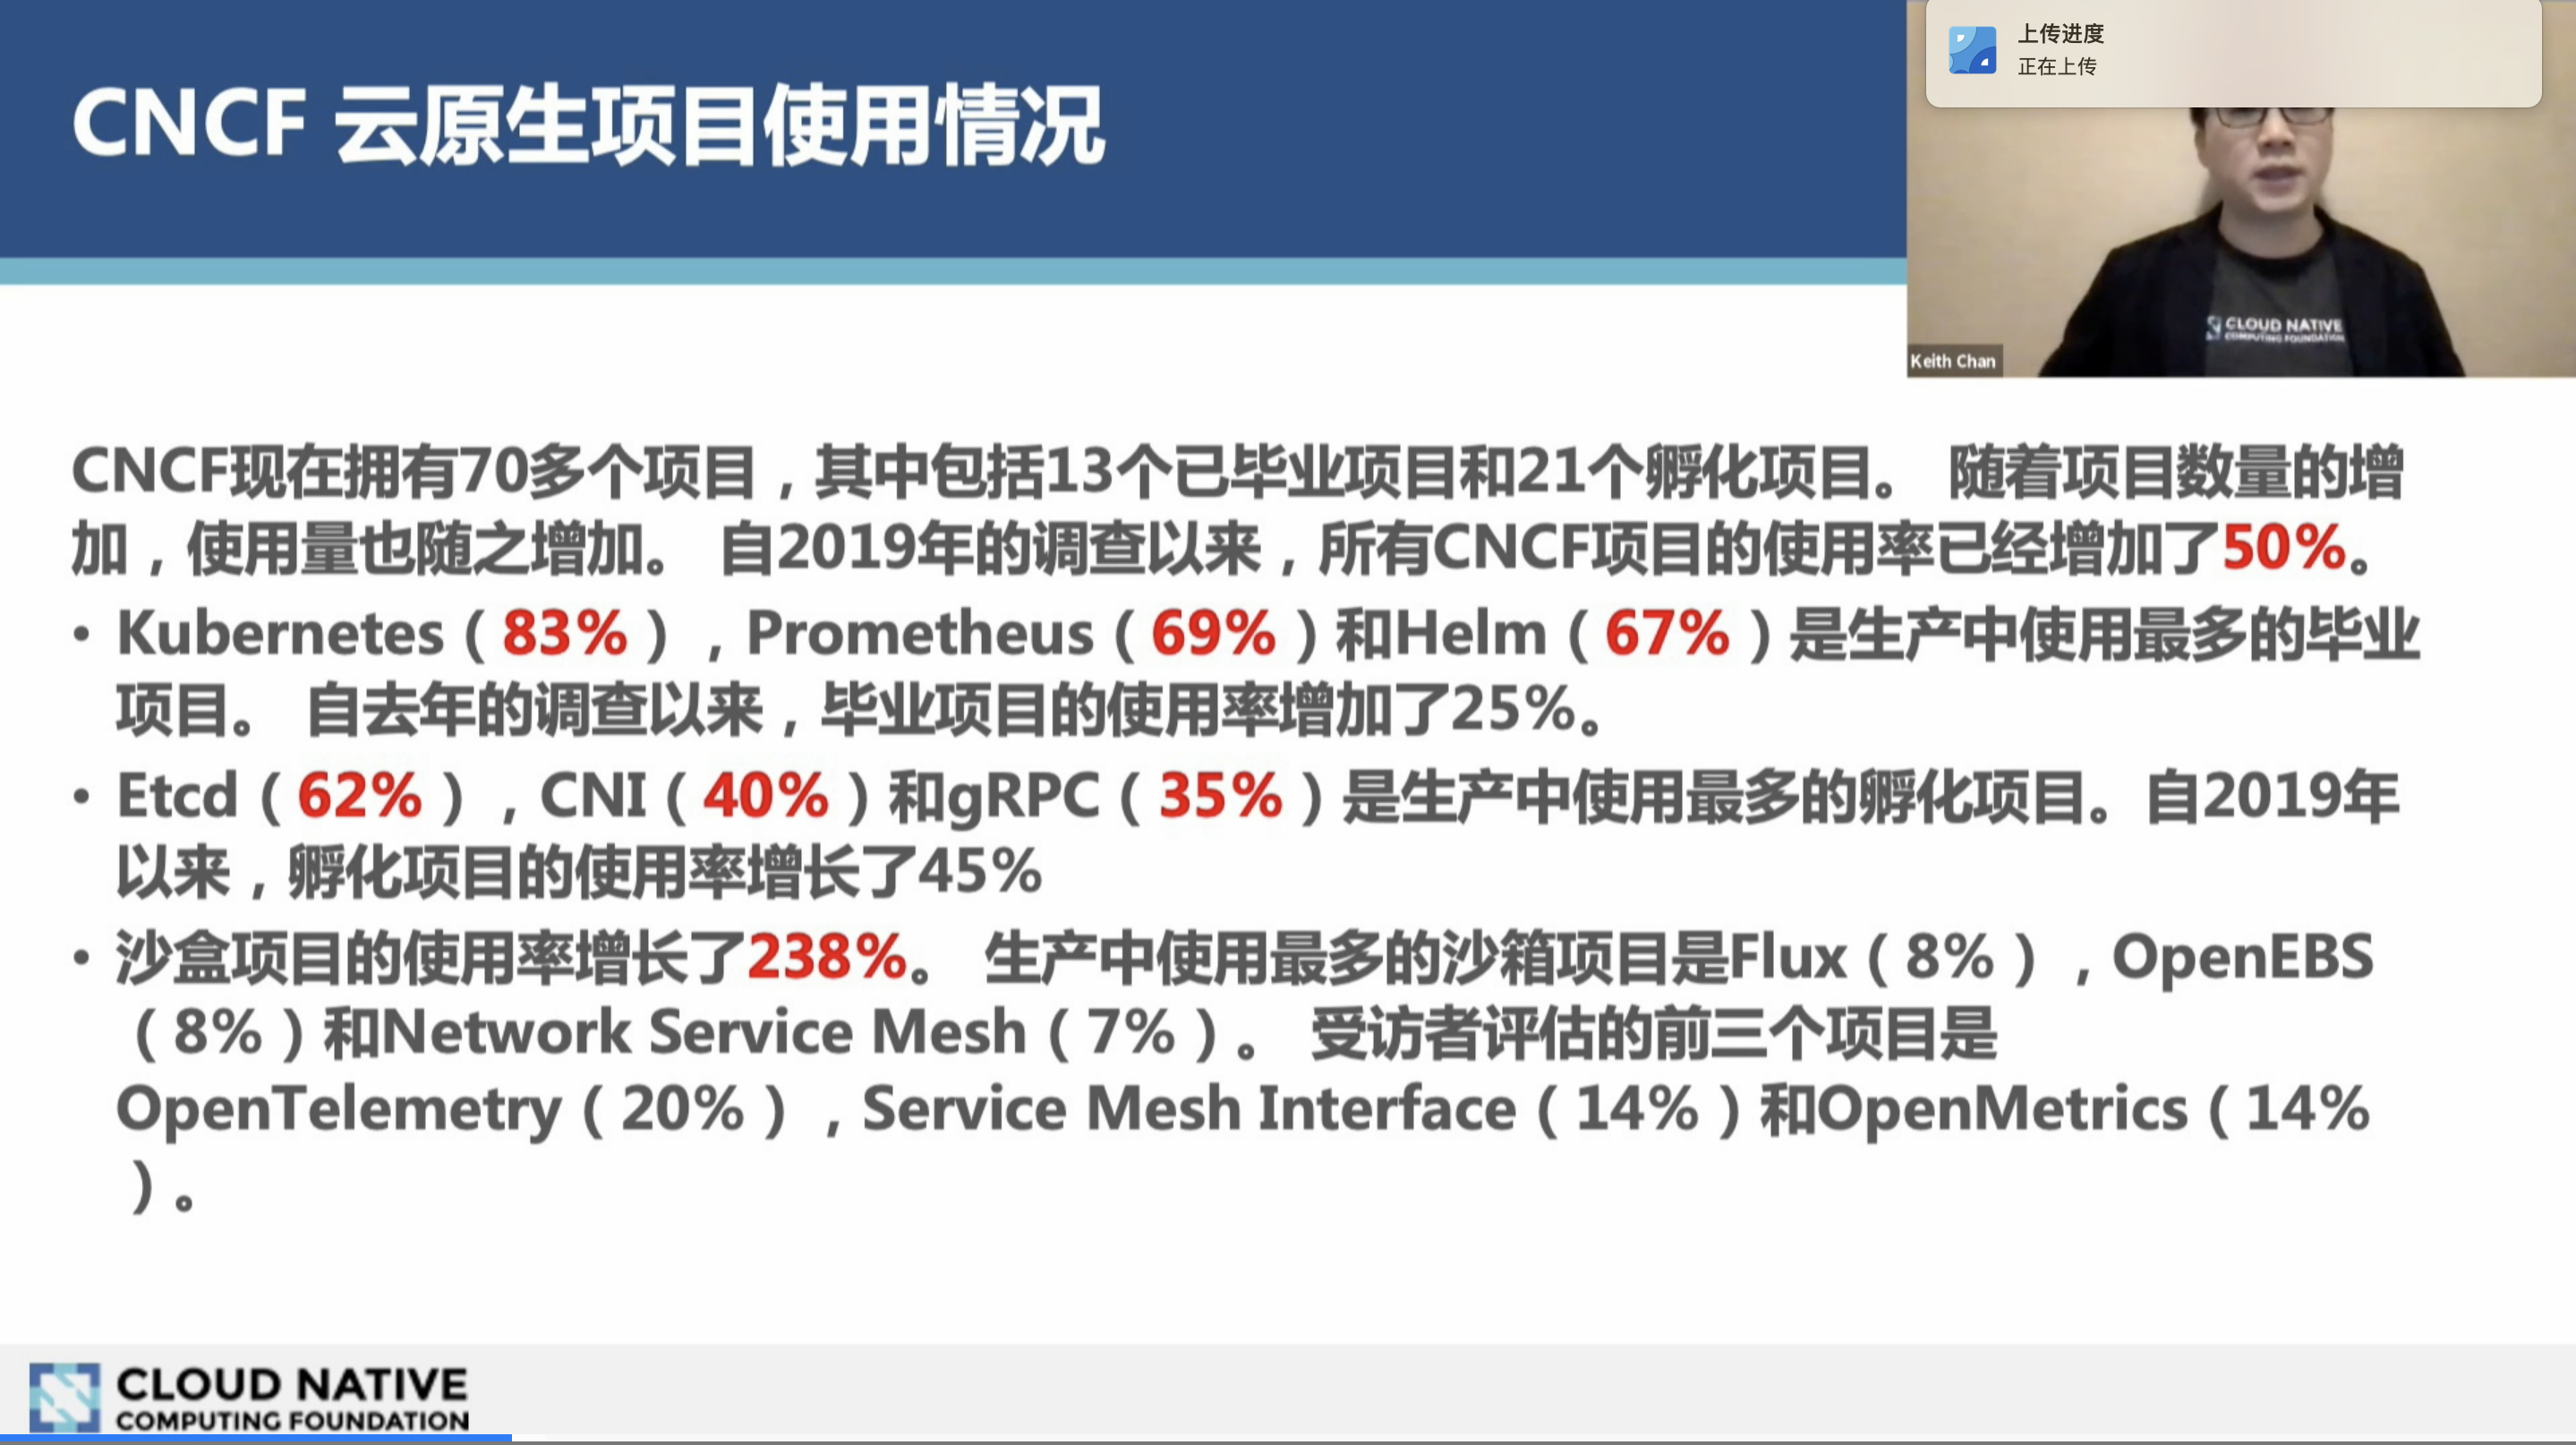 CNCF 云原生项目使用情况
上传进度
正在上传
CLOUD NATIVE
COMPUTING FOUNDATION
Keith Chan
CNCF现在拥有70多个项目，其中包括13个已毕业项目和21个孵化项目。 随着项目数量的增
加，使用量也随之增加。 自2019年的调查以来，所有CNCF项目的使用率已经增加了50%。
• Kubernetes（83%），Prometheus（69%）和Helm（67%）是生产中使用最多的毕业
项目。 自去年的调查以来，毕业项目的使用率增加了25%。
• Etcd（62%），CNI（40%）和gRPC（35%）是生产中使用最多的孵化项目。自2019年
以来，孵化项目的使用率增长了45%
• 沙盒项目的使用率增长了238%。 生产中使用最多的沙箱项目是Flux（8%），OpenEBS
（8%）和Network Service Mesh（7%）。 受访者评估的前三个项目是
OpenTelemetry（20%），Service Mesh Interface（14%）和OpenMetrics（14%
）。
CLOUD NATIVE
COMPUTING FOUNDATION